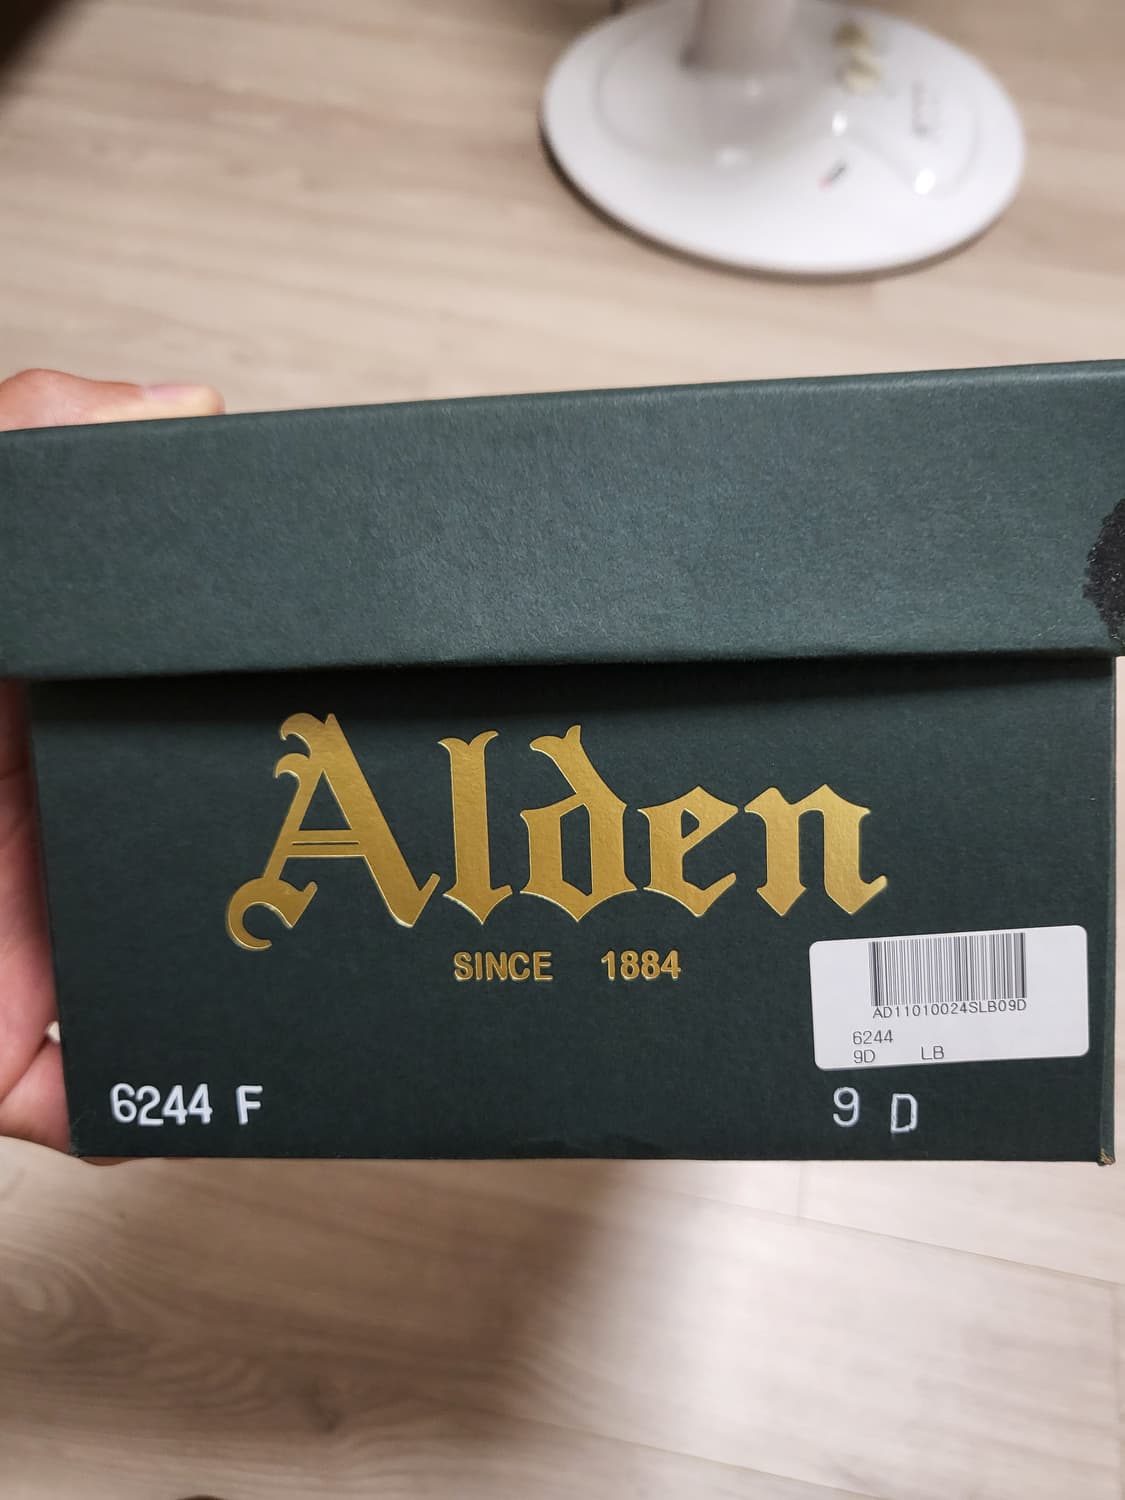 Alden
SINCE 1884
AD11010024SLB09D
6244
9D LB
6244 F
9 D